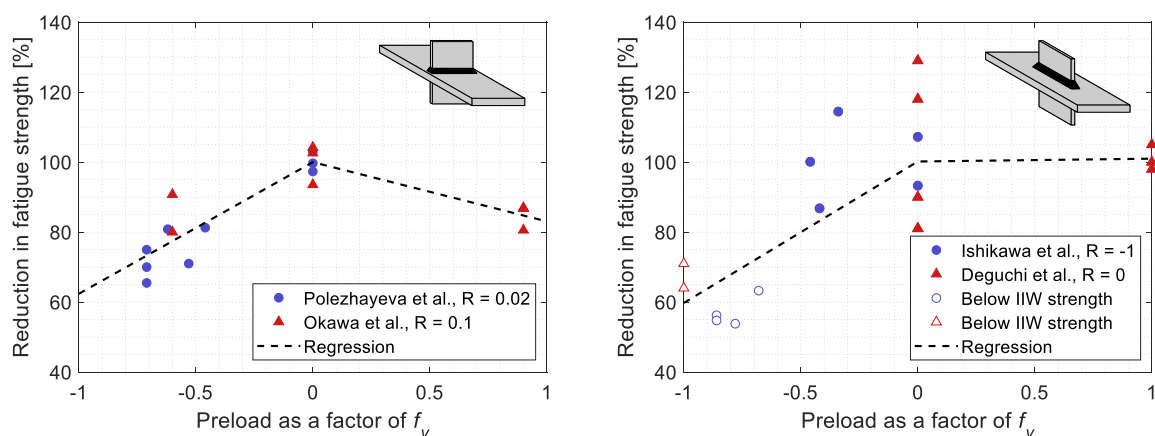 Reduction in fatigue strength [%]
140
120
100
80
60
40
-1
-0.5
0
0.5
1
Preload as a factor of fy
Polezhayeva et al., R = 0.02
Okawa et al., R = 0.1
Regression
Reduction in fatigue strength [%]
140
120
100
80
60
40
-1
-0.5
0
0.5
1
Preload as a factor of fy
Ishikawa et al., R = -1
Deguchi et al., R = 0
Below IIW strength
Below IIW strength
Regression